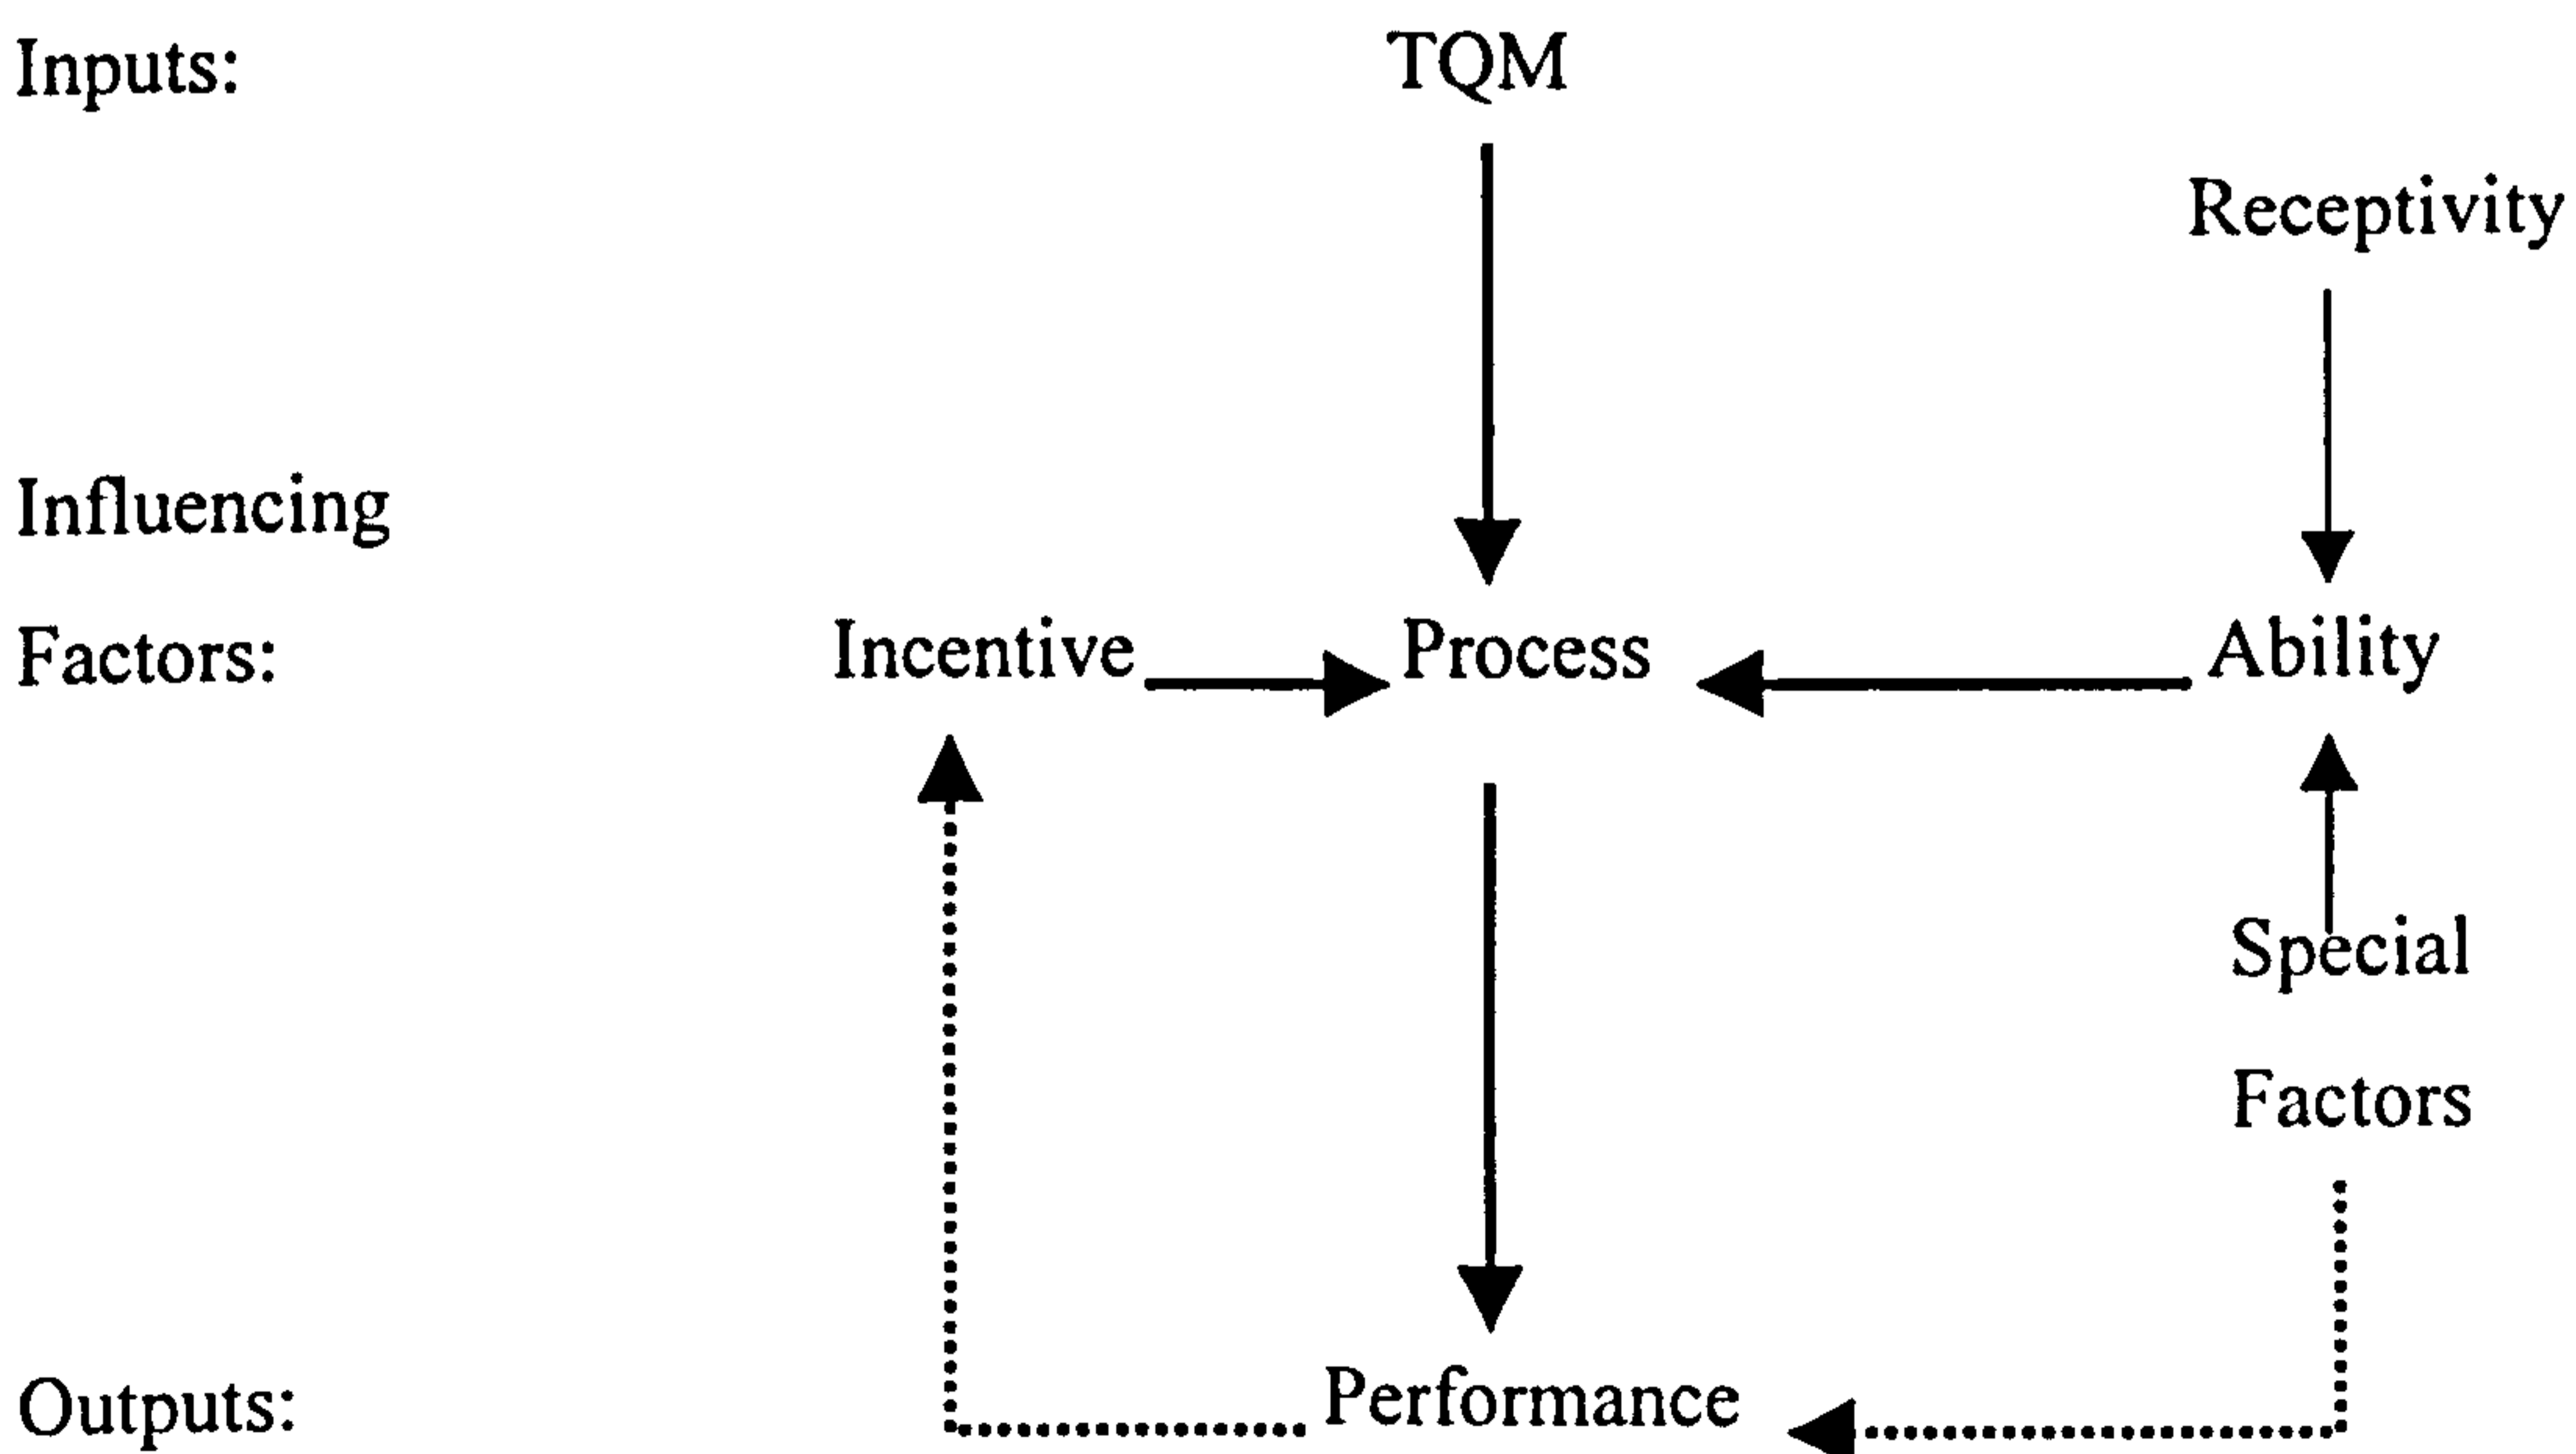 Inputs: TQM
Receptivity
Influencing
Factors: Incentive Process Ability
Special
Factors
Outputs: Performance